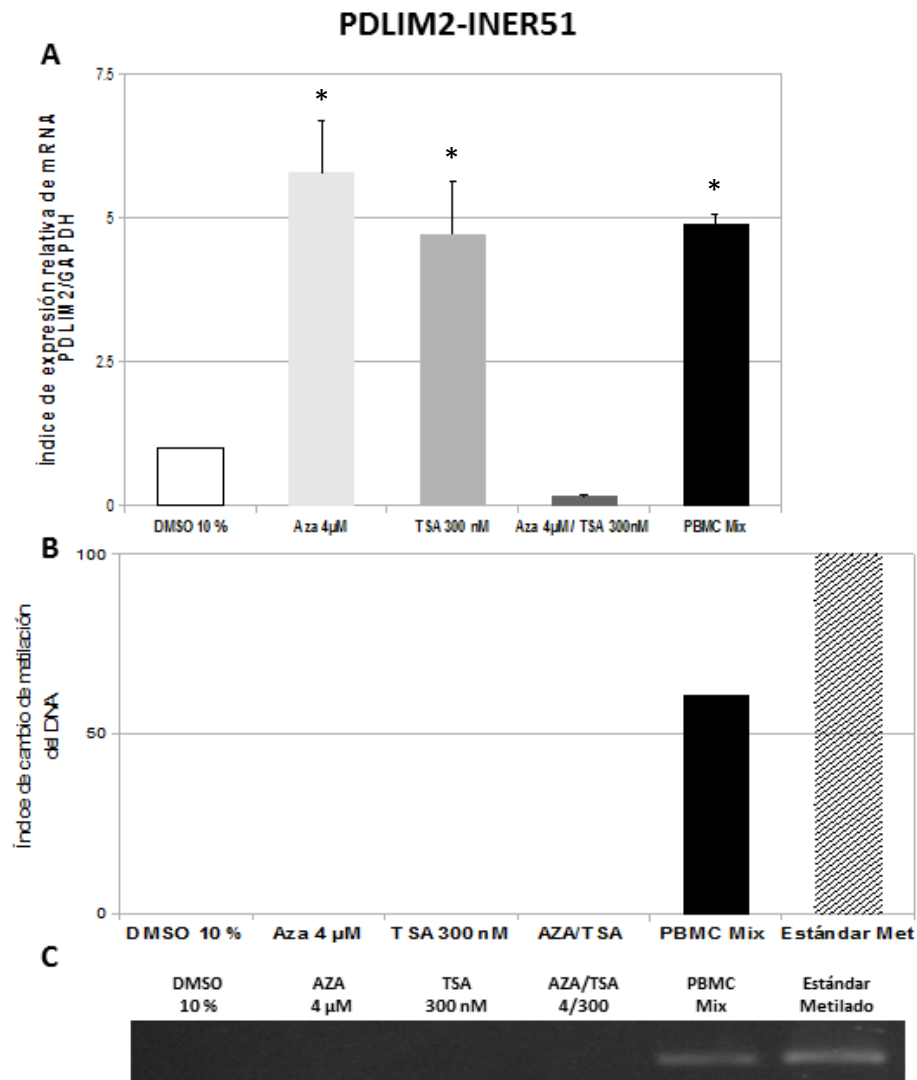 PDLIM2-INER51
A
Índice de expresión relativa de mRNA
PDLIM2/GAPDH
7.5
5
2.5
0
*
*
*
DMSO 10 % Aza 4µM TSA 300 nM Aza 4µM/ TSA 300nM PBMC Mix
B
Índice de cambio de metilación
del DNA
100
50
0
DMSO 10 % Aza 4 µM TSA 300 nM AZA/TSA PBMC Mix Estándar Met
C
DMSO AZA TSA AZA/TSA PBMC Estándar
10 % 4 µM 300 nM 4/300 Mix Metilado